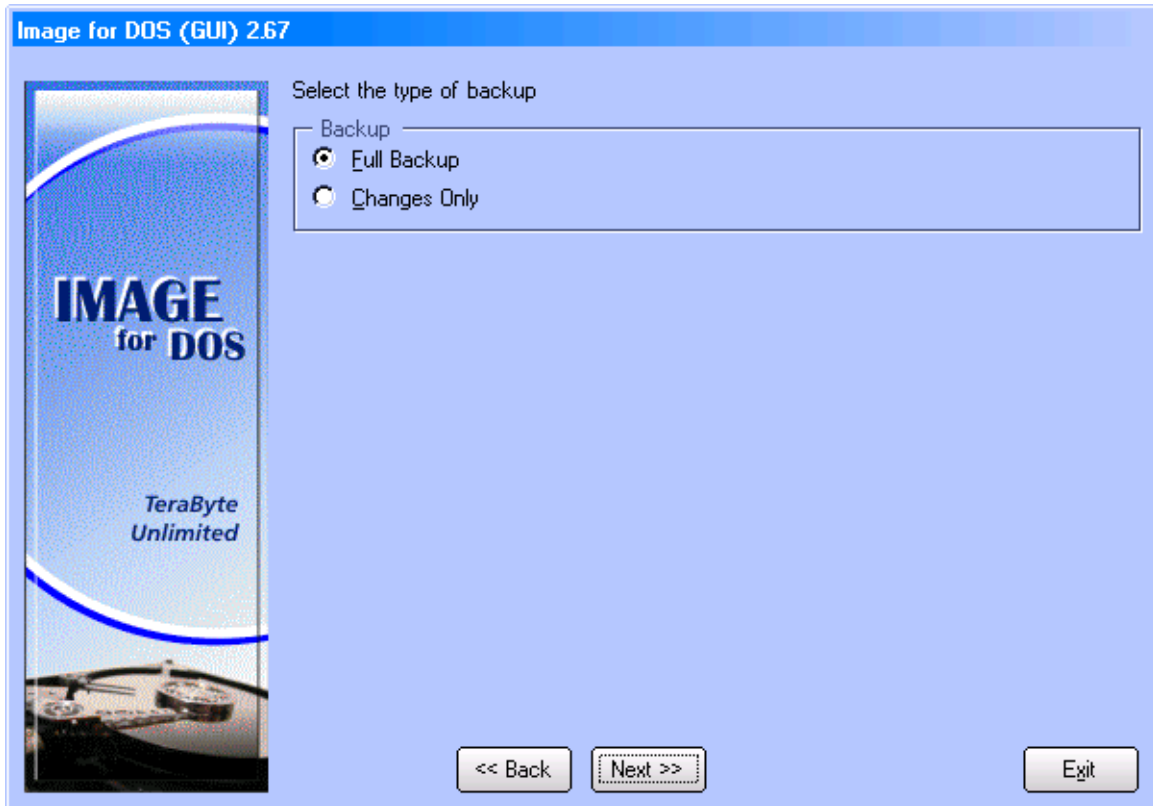 Image for DOS (GUI) 2.67
Select the type of backup
Backup
Full Backup
Changes Only
IMAGE
for DOS
TeraByte
Unlimited
<< Back
Next >>
Exit